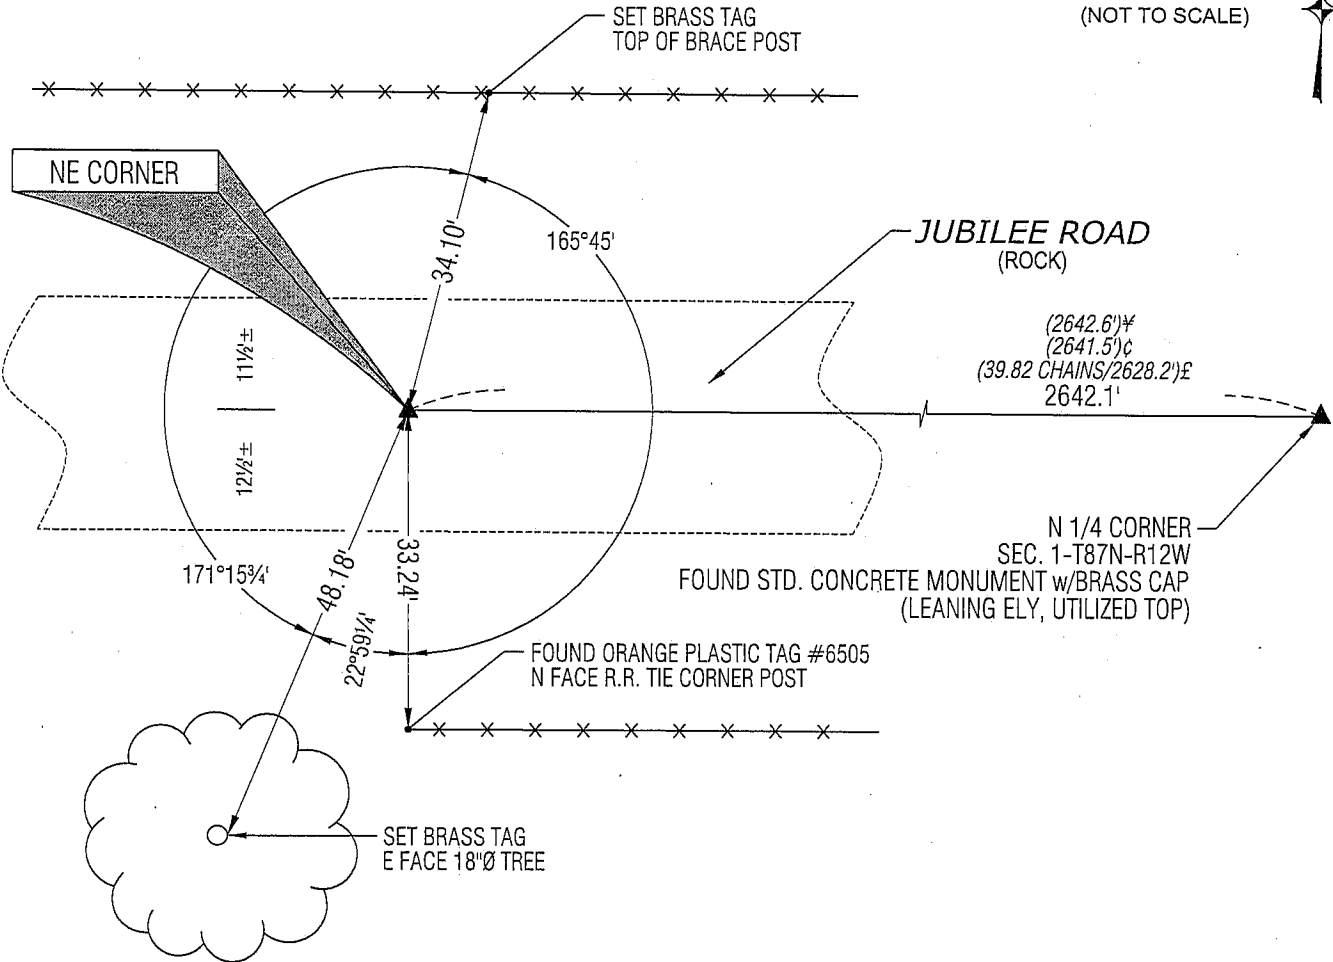 SET BRASS TAG
TOP OF BRACE POST
(NOT TO SCALE)
NE CORNER
34.10'
165°45'
JUBILEE ROAD
(ROCK)
11½'±
12½'±
(2642.6')¥
(2641.5')¢
(39.82 CHAINS/2628.2')£
2642.1'
N 1/4 CORNER
SEC. 1-T87N-R12W
FOUND STD. CONCRETE MONUMENT w/BRASS CAP
(LEANING ELY, UTILIZED TOP)
171°15¾'
48.18'
33.24'
22°59¼'
FOUND ORANGE PLASTIC TAG #6505
N FACE R.R. TIE CORNER POST
SET BRASS TAG
E FACE 18"Ø TREE